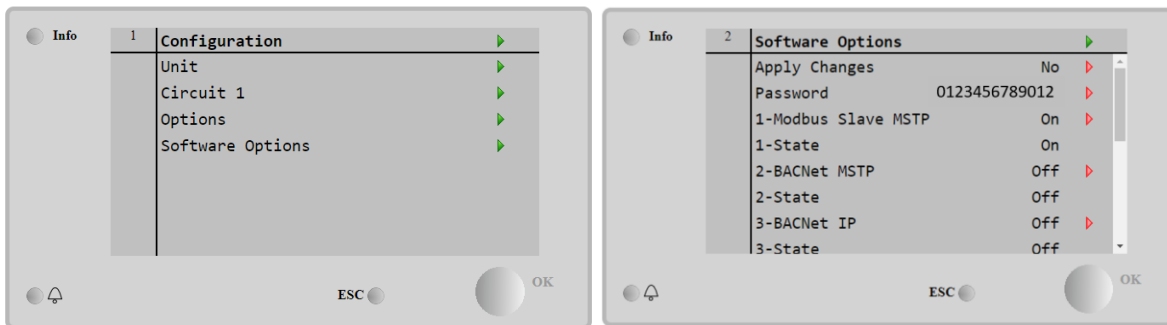 Info
1 Configuration
Unit
Circuit 1
Options
Software Options
ESC
OK
Info
2 Software Options
Apply Changes No
Password 0123456789012
1-Modbus Slave MSTP On
1-State On
2-BACNet MSTP Off
2-State Off
3-BACNet IP Off
3-State Off
ESC
OK